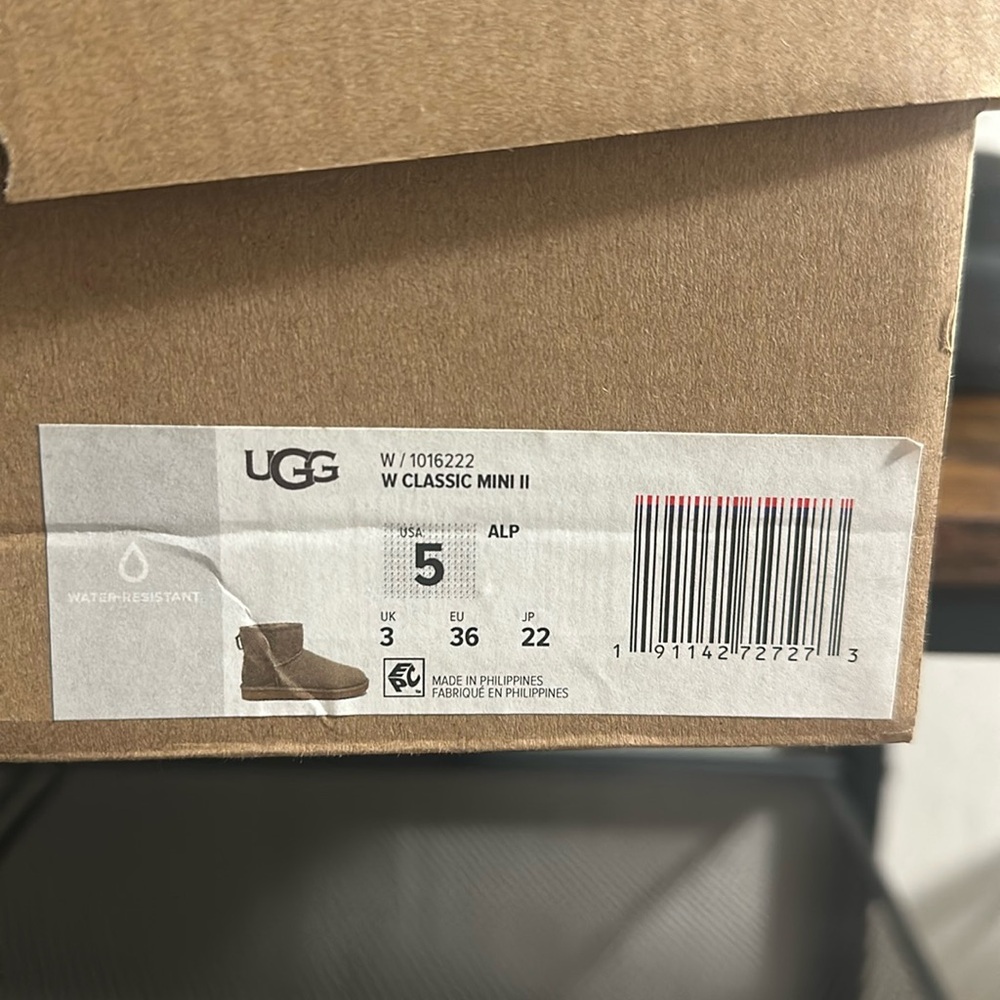 UGG
W / 1016222
W CLASSIC MINI II
USA
5
ALP
UK EU JP
3 36 22
WATER-RESISTANT
EPC
MADE IN PHILIPPINES
FABRIQUÉ EN PHILIPPINES
1 91142 72727 3